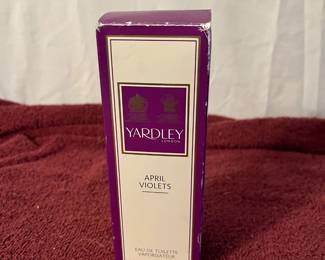 YARDLEY
LONDON
APRIL
VIOLETS
EAU DE TOILETTE
VAPORISATEUR